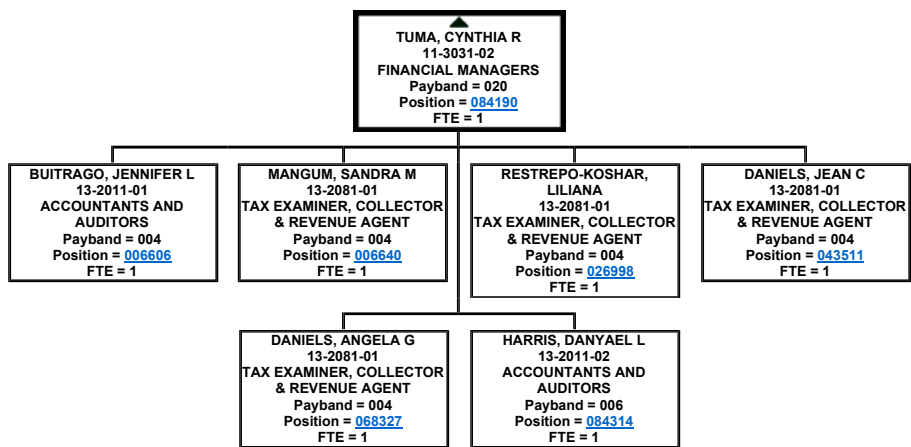 TUMA, CYNTHIA R
11-3031-02
FINANCIAL MANAGERS
Payband = 020
Position = 084190
FTE = 1
BUITRAGO, JENNIFER L
13-2011-01
ACCOUNTANTS AND
AUDITORS
Payband = 004
Position = 006606
FTE = 1
MANGUM, SANDRA M
13-2081-01
TAX EXAMINER, COLLECTOR
& REVENUE AGENT
Payband = 004
Position = 006640
FTE = 1
RESTREPO-KOSHAR,
LILIANA
13-2081-01
TAX EXAMINER, COLLECTOR
& REVENUE AGENT
Payband = 004
Position = 026998
FTE = 1
DANIELS, JEAN C
13-2081-01
TAX EXAMINER, COLLECTOR
& REVENUE AGENT
Payband = 004
Position = 043511
FTE = 1
DANIELS, ANGELA G
13-2081-01
TAX EXAMINER, COLLECTOR
& REVENUE AGENT
Payband = 004
Position = 068327
FTE = 1
HARRIS, DANYAEL L
13-2011-02
ACCOUNTANTS AND
AUDITORS
Payband = 006
Position = 084314
FTE = 1